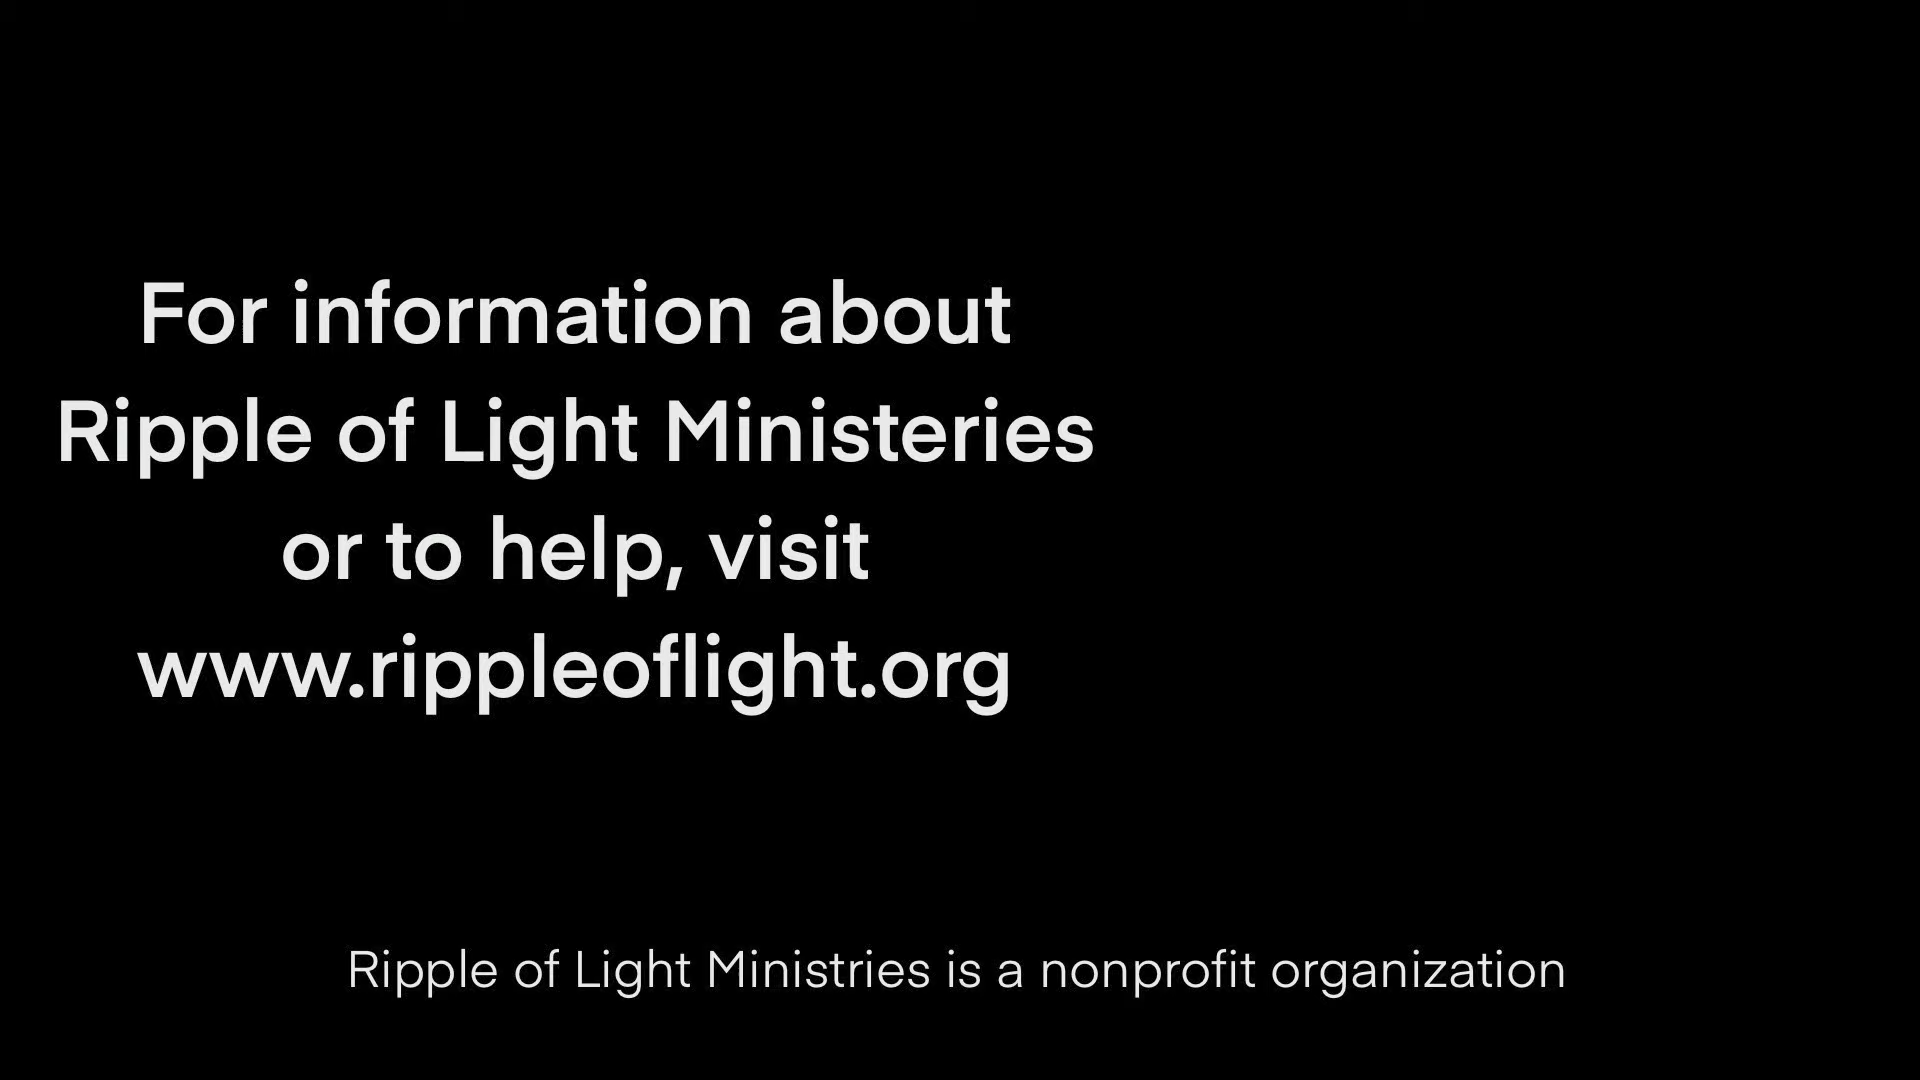 For information about
Ripple of Light Ministeries
or to help, visit
www.rippleoflight.org
Ripple of Light Ministries is a nonprofit organization